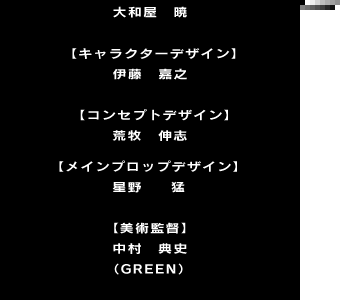 大和屋　暁
【キャラクターデザイン】
伊藤　嘉之
【コンセプトデザイン】
荒牧　伸志
【メインプロップデザイン】
星野　　猛
【美術監督】
中村　典史
（GREEN）